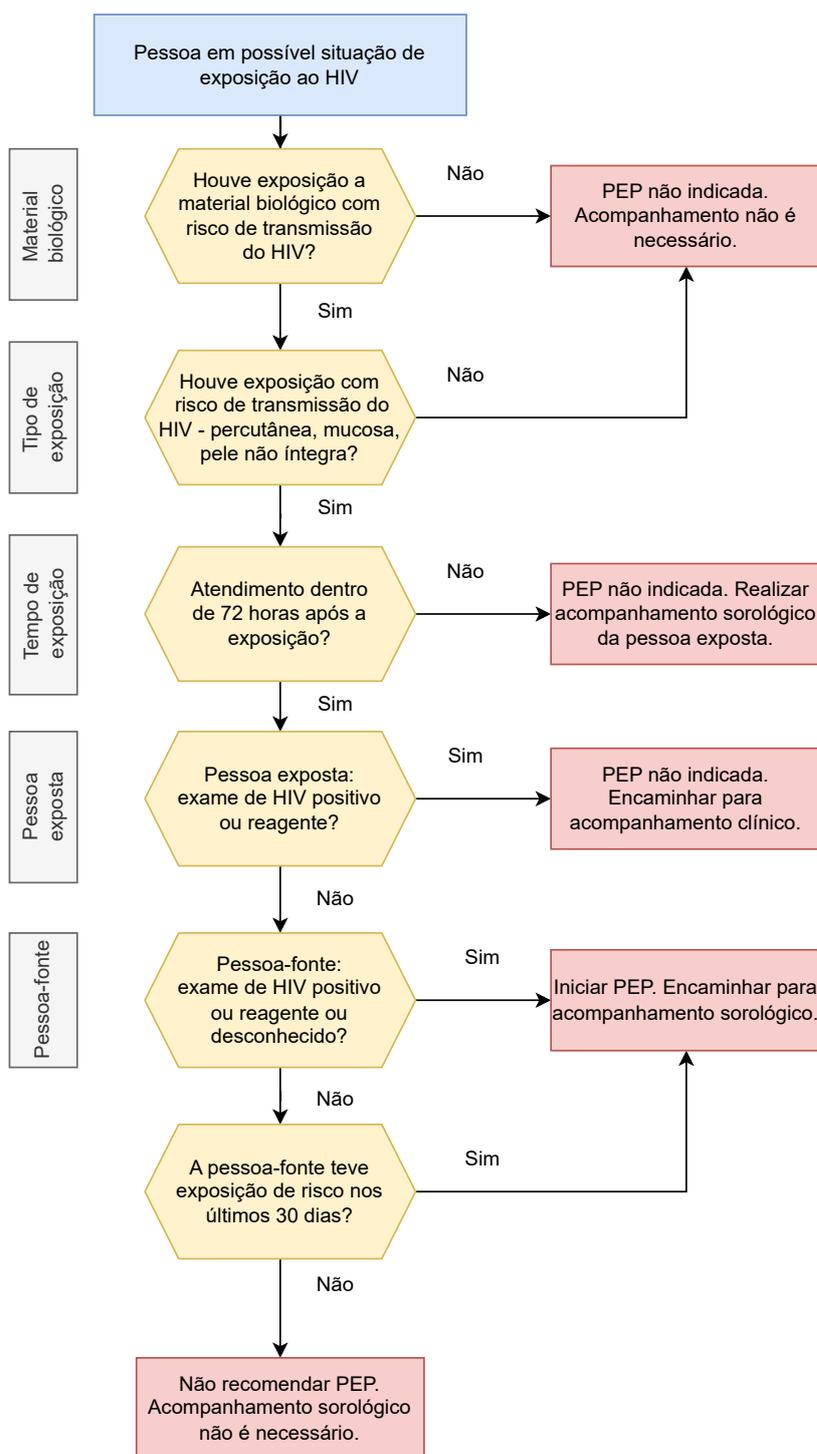 Pessoa em possível situação de
exposição ao HIV
Material
biológico
Houve exposição a
material biológico com
risco de transmissão
do HIV?
Não
PEP não indicada.
Acompanhamento não é
necessário.
Sim
Tipo de
exposição
Houve exposição com
risco de transmissão do
HIV - percutânea, mucosa,
pele não íntegra?
Não
Sim
Tempo de
exposição
Atendimento dentro
de 72 horas após a
exposição?
Não
PEP não indicada. Realizar
acompanhamento sorológico
da pessoa exposta.
Sim
Pessoa
exposta
Pessoa exposta:
exame de HIV positivo
ou reagente?
Sim
PEP não indicada.
Encaminhar para
acompanhamento clínico.
Não
Pessoa-fonte
Pessoa-fonte:
exame de HIV positivo
ou reagente ou
desconhecido?
Sim
Iniciar PEP. Encaminhar para
acompanhamento sorológico.
Não
A pessoa-fonte teve
exposição de risco nos
últimos 30 dias?
Sim
Não
Não recomendar PEP.
Acompanhamento sorológico
não é necessário.